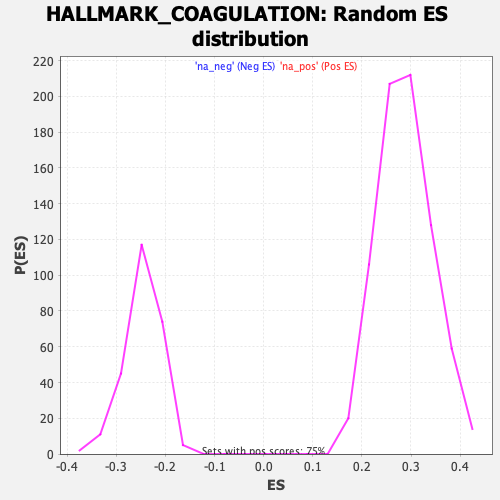 HALLMARK_COAGULATION: Random ES
distribution
'na_neg' (Neg ES) 'na_pos' (Pos ES)
220
200
180
160
140
120
100
80
60
40
20
0
P(ES)
Sets with pos scores: 75%
-0.4 -0.3 -0.2 -0.1 0.0 0.1 0.2 0.3 0.4
ES